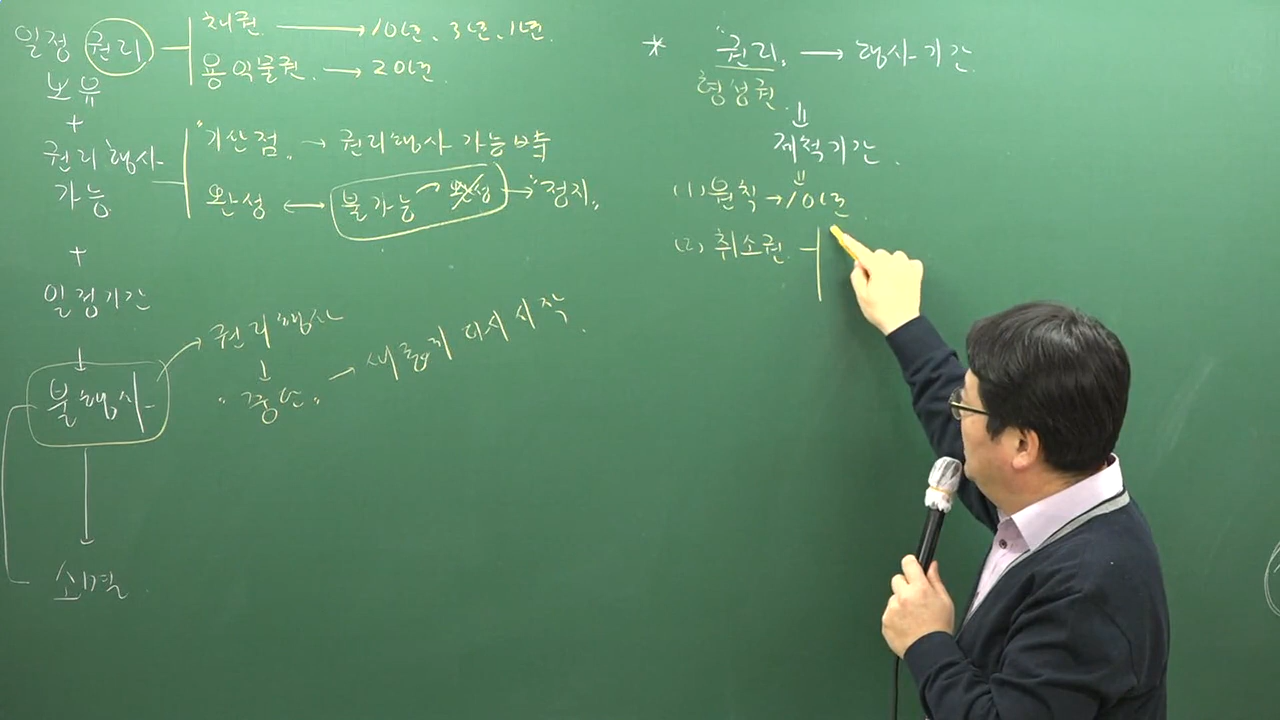 일정 권리
보유
+
권리행사
가능
+
일정기간
↓
불행사
소멸
채권 → 10년, 3년, 1년.
용익물권. → 20년.
"기산점" → 권리행사 가능부터
완성 ↔ 불가능 → 완성 → "정지"
권리행사
↓
"중단" → 새롭게 다시 시작.
* "권리" → 행사기간.
형성권.
⇓
제척기간.
(1) 원칙 → 10년.
(2) 취소권.